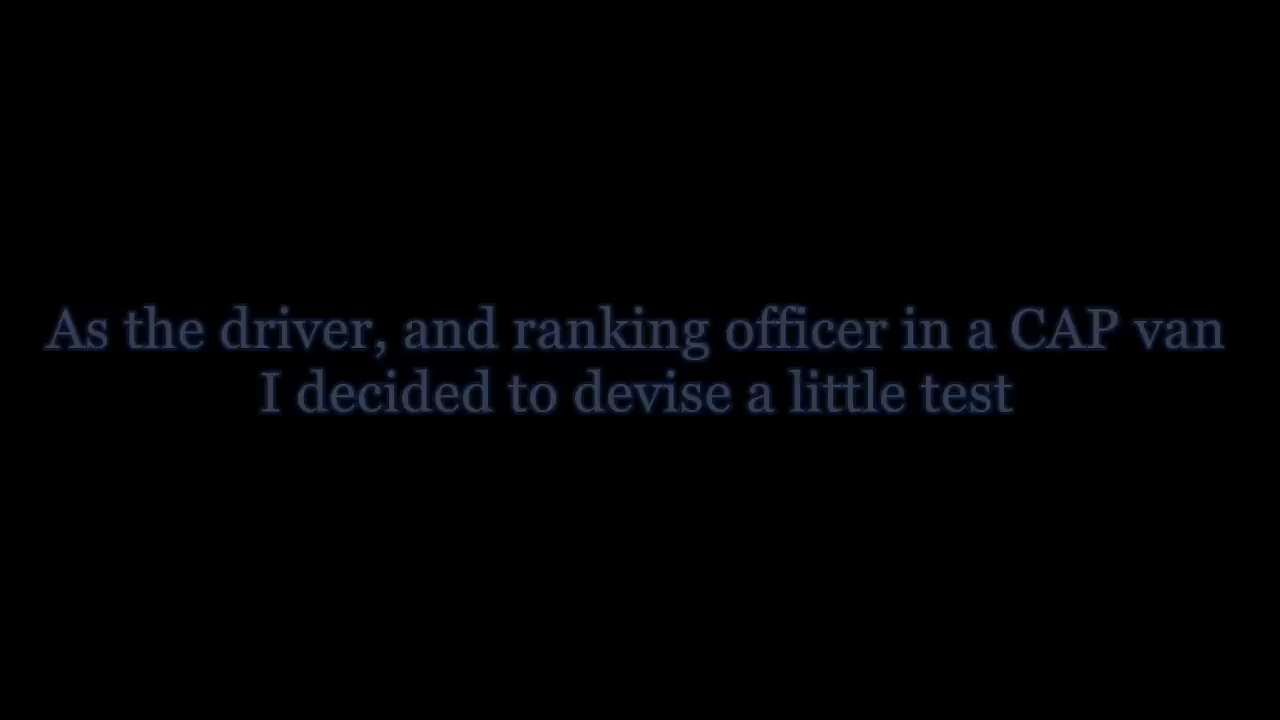 As the driver, and ranking officer in a CAP van
I decided to devise a little test